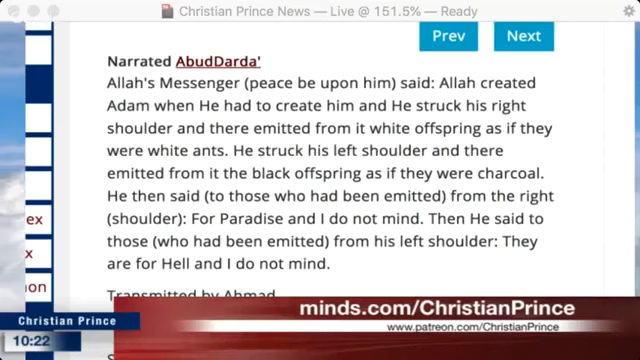 Christian Prince News — Live @ 151.5% — Ready
Prev Next
Narrated AbudDarda'
Allah's Messenger (peace be upon him) said: Allah created
Adam when He had to create him and He struck his right
shoulder and there emitted from it white offspring as if they
were white ants. He struck his left shoulder and there
emitted from it the black offspring as if they were charcoal.
He then said (to those who had been emitted) from the right
(shoulder): For Paradise and I do not mind. Then He said to
those (who had been emitted) from his left shoulder: They
are for Hell and I do not mind.
Transmitted by Ahmad.
ex
x
on
minds.com/ChristianPrince
www.patreon.com/ChristianPrince
Christian Prince
10:22